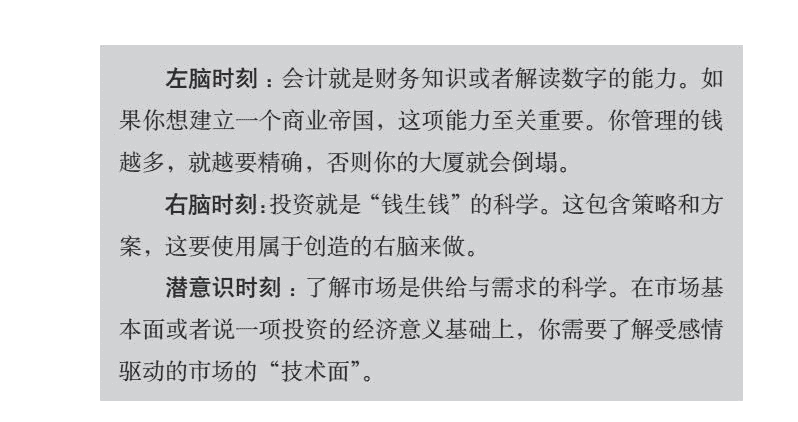 左脑时刻：会计就是财务知识或者解读数字的能力。如
果你想建立一个商业帝国，这项能力至关重要。你管理的钱
越多，就越要精确，否则你的大厦就会倒塌。
右脑时刻：投资就是“钱生钱”的科学。这包含策略和方
案，这要使用属于创造的右脑来做。
潜意识时刻：了解市场是供给与需求的科学。在市场基
本面或者说一项投资的经济意义基础上，你需要了解受感情
驱动的市场的“技术面”。